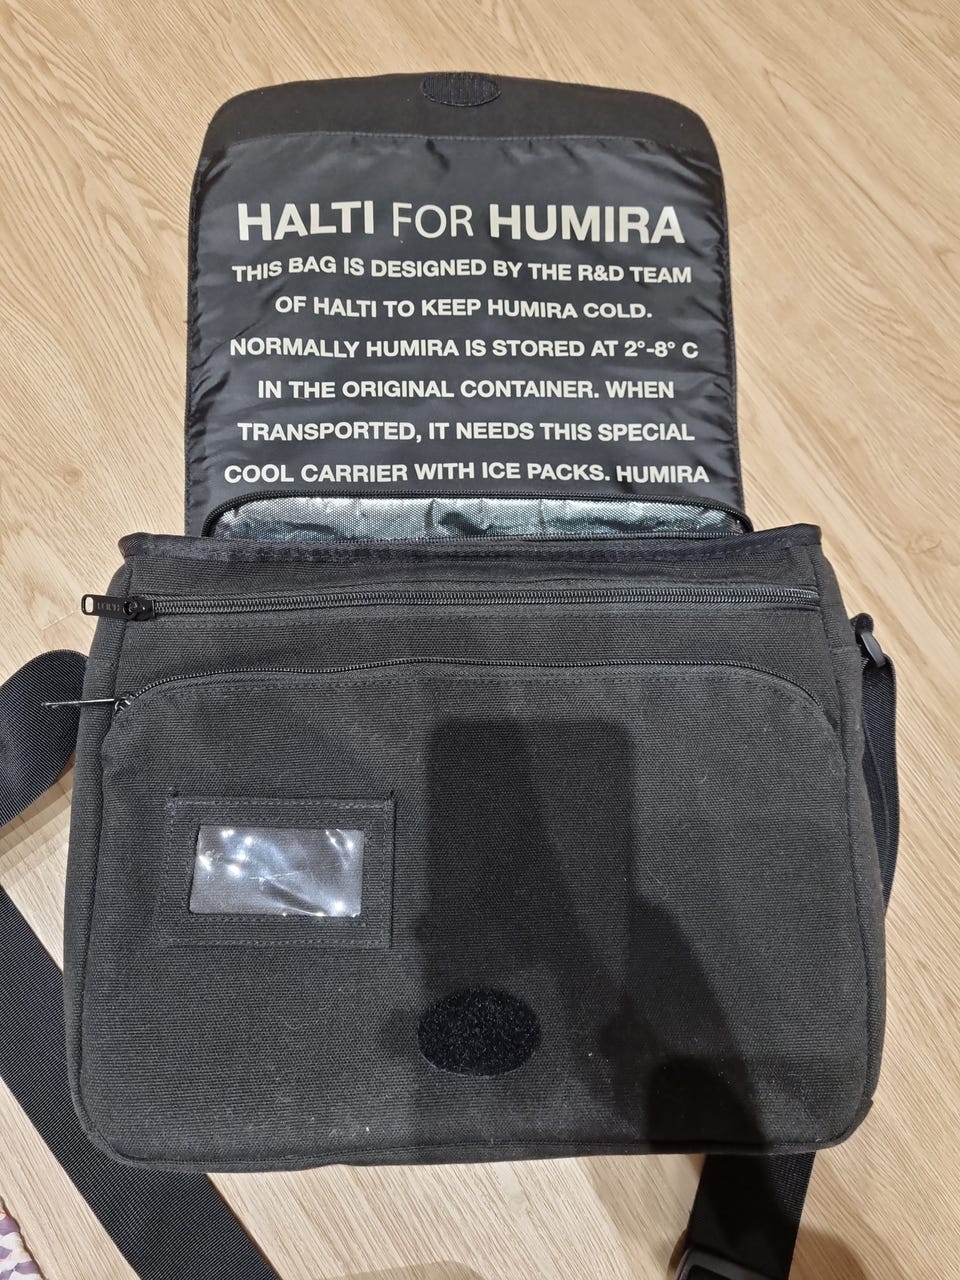 HALTI FOR HUMIRA
THIS BAG IS DESIGNED BY THE R&D TEAM
OF HALTI TO KEEP HUMIRA COLD.
NORMALLY HUMIRA IS STORED AT 2°-8° C
IN THE ORIGINAL CONTAINER. WHEN
TRANSPORTED, IT NEEDS THIS SPECIAL
COOL CARRIER WITH ICE PACKS. HUMIRA